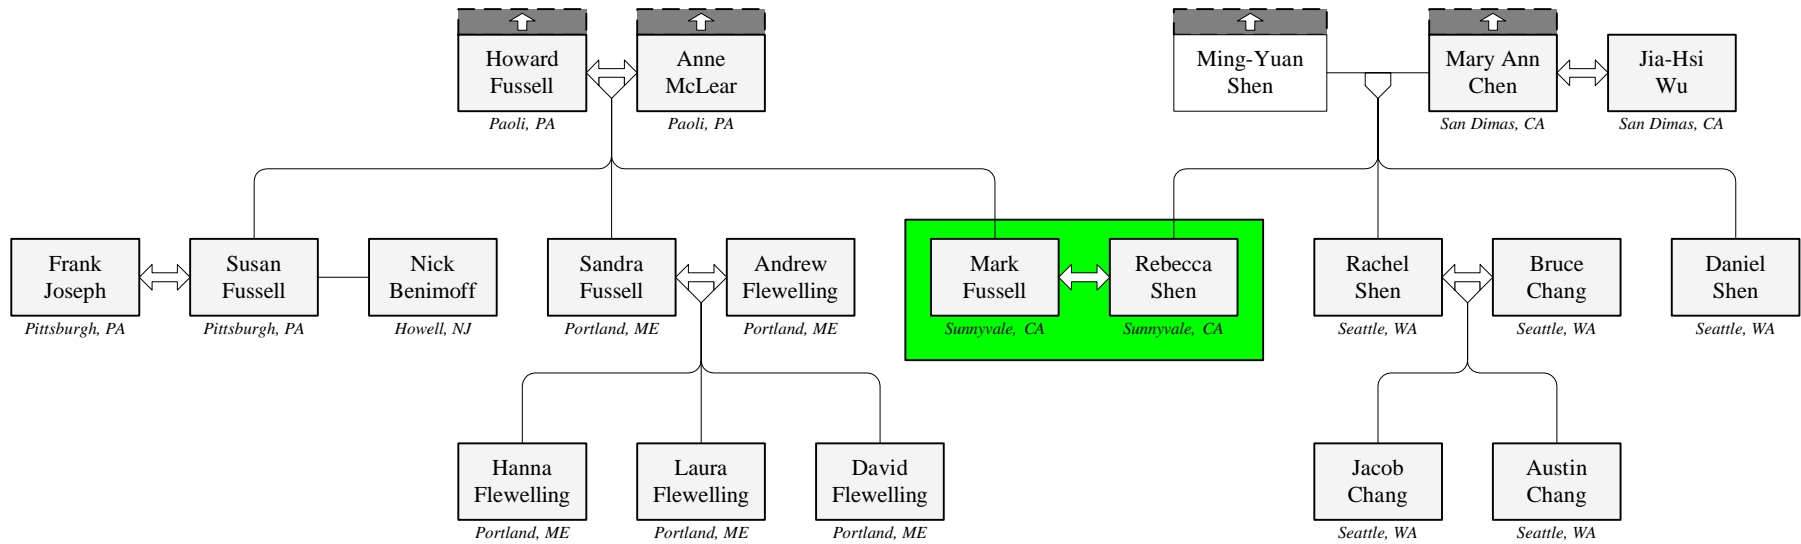 Howard
Fussell
Paoli, PA
Anne
McLear
Paoli, PA
Ming-Yuan
Shen
Mary Ann
Chen
San Dimas, CA
Jia-Hsi
Wu
San Dimas, CA
Frank
Joseph
Pittsburgh, PA
Susan
Fussell
Pittsburgh, PA
Nick
Benimoff
Howell, NJ
Sandra
Fussell
Portland, ME
Andrew
Flewelling
Portland, ME
Mark
Fussell
Sunnyvale, CA
Rebecca
Shen
Sunnyvale, CA
Rachel
Shen
Seattle, WA
Bruce
Chang
Seattle, WA
Daniel
Shen
Seattle, WA
Hanna
Flewelling
Portland, ME
Laura
Flewelling
Portland, ME
David
Flewelling
Portland, ME
Jacob
Chang
Seattle, WA
Austin
Chang
Seattle, WA